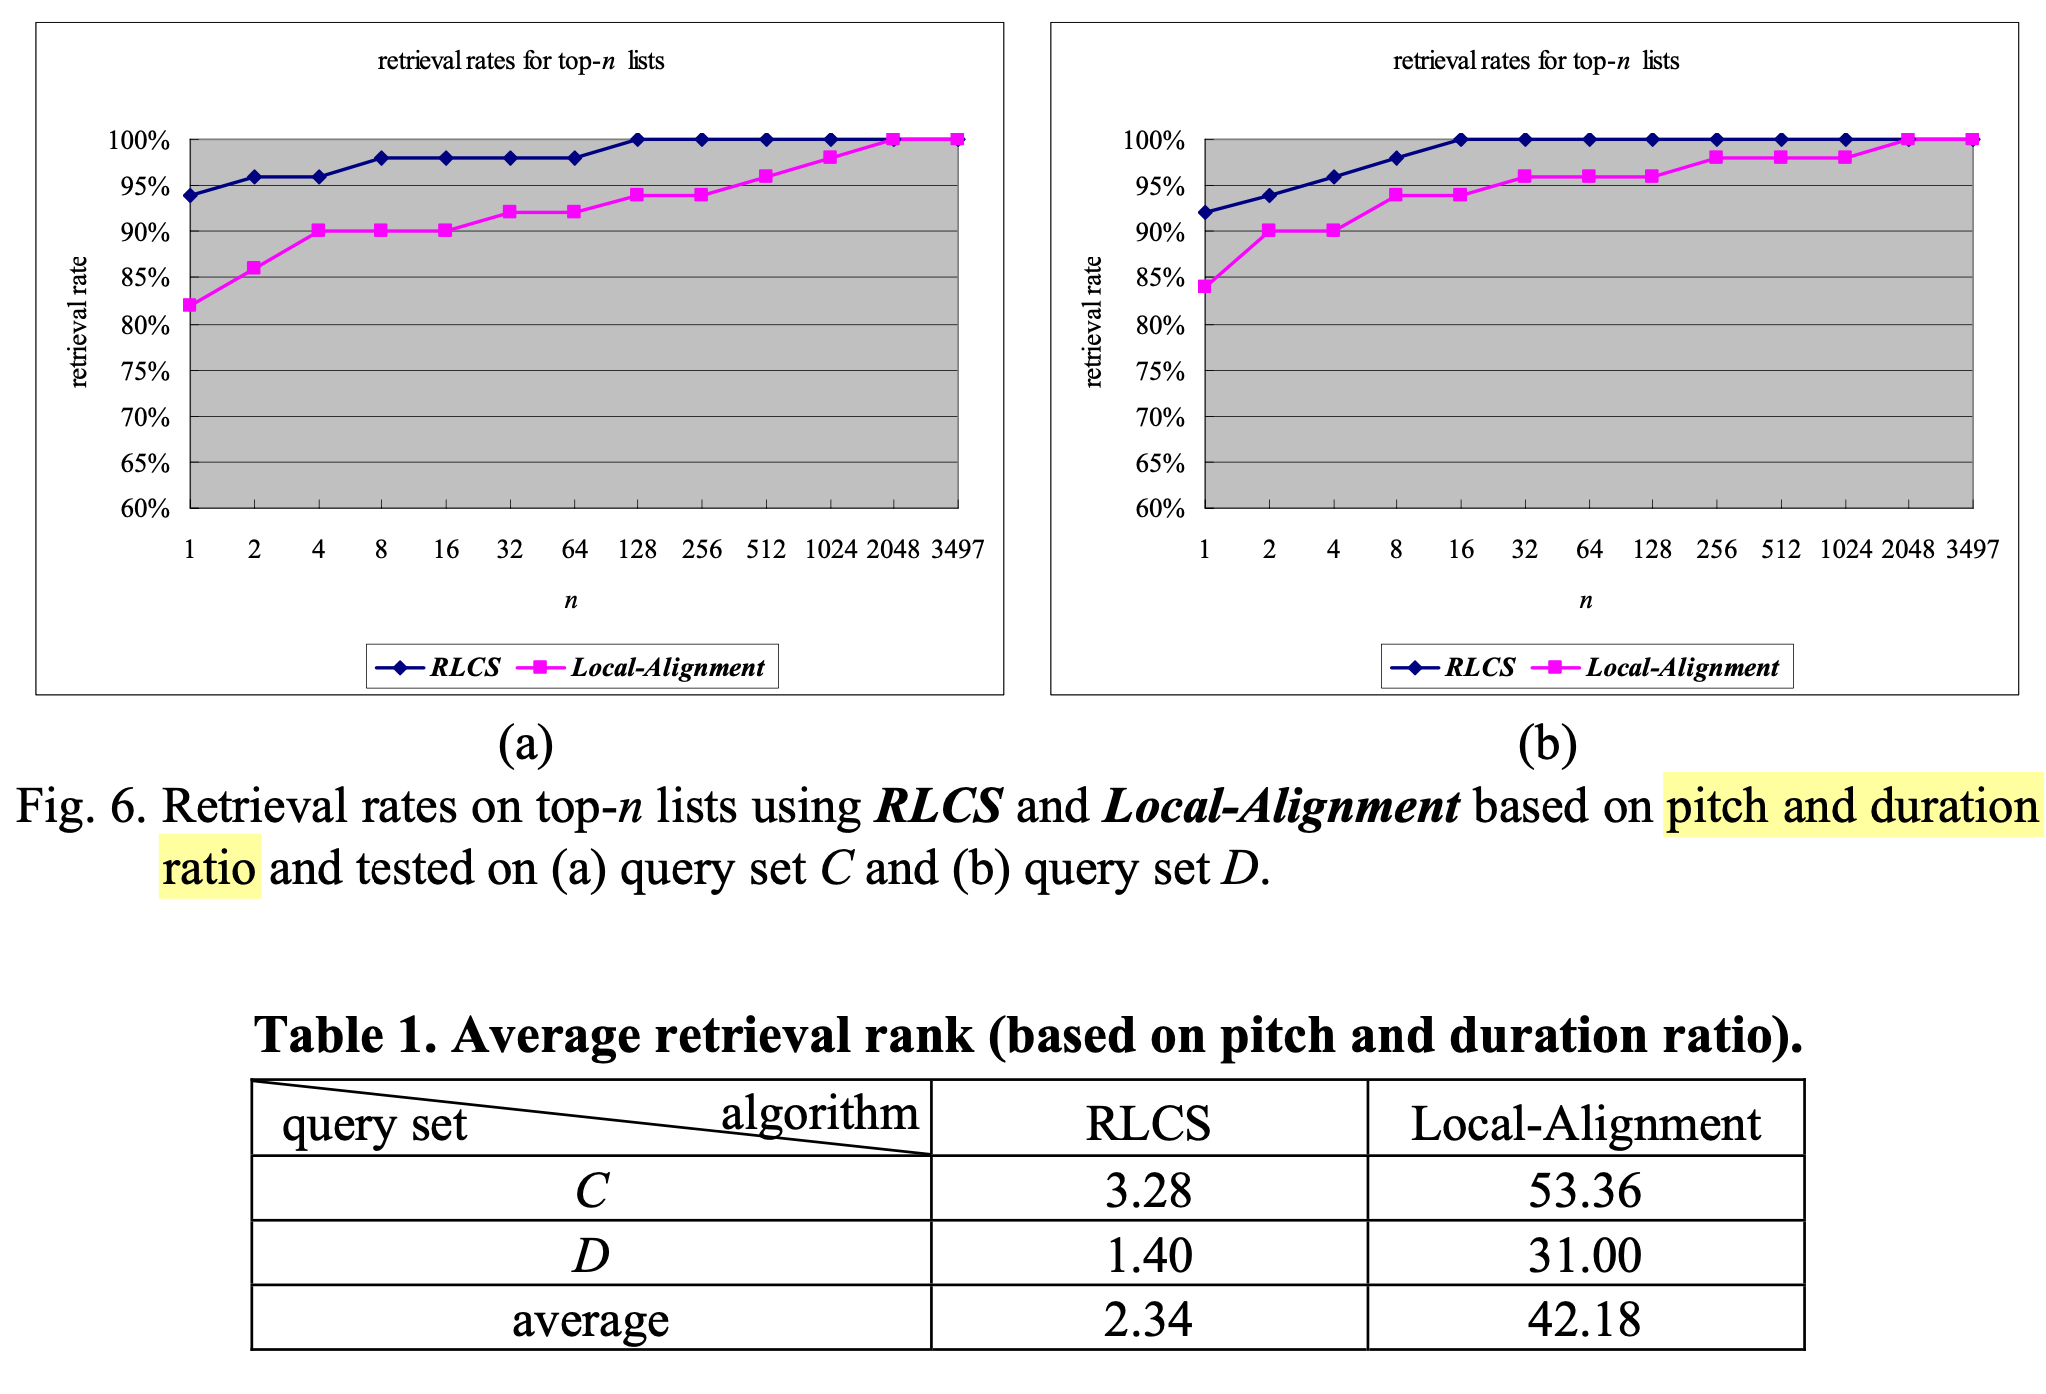 retrieval rates for top-n lists
100%
95%
90%
85%
80%
75%
70%
65%
60%
retrieval rate
1 2 4 8 16 32 64 128 256 512 1024 2048 3497
n
RLCS Local-Alignment
(a)
retrieval rates for top-n lists
100%
95%
90%
85%
80%
75%
70%
65%
60%
retrieval rate
1 2 4 8 16 32 64 128 256 512 1024 2048 3497
n
RLCS Local-Alignment
(b)
Fig. 6. Retrieval rates on top-n lists using RLCS and Local-Alignment based on pitch and duration
ratio and tested on (a) query set C and (b) query set D.
Table 1. Average retrieval rank (based on pitch and duration ratio).
query set algorithm RLCS Local-Alignment
C 3.28 53.36
D 1.40 31.00
average 2.34 42.18